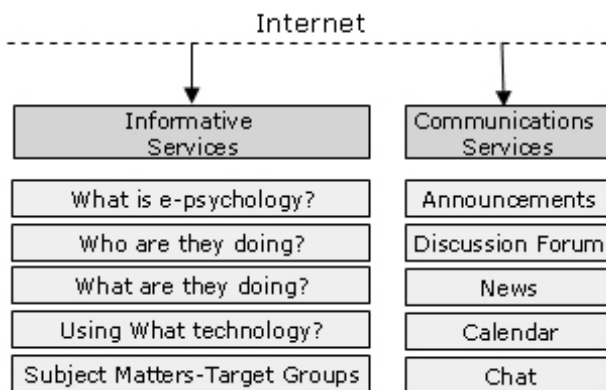 Internet
Informative
Services
What is e-psychology?
Who are they doing?
What are they doing?
Using What technology?
Subject Matters-Target Groups
Communications
Services
Announcements
Discussion Forum
News
Calendar
Chat